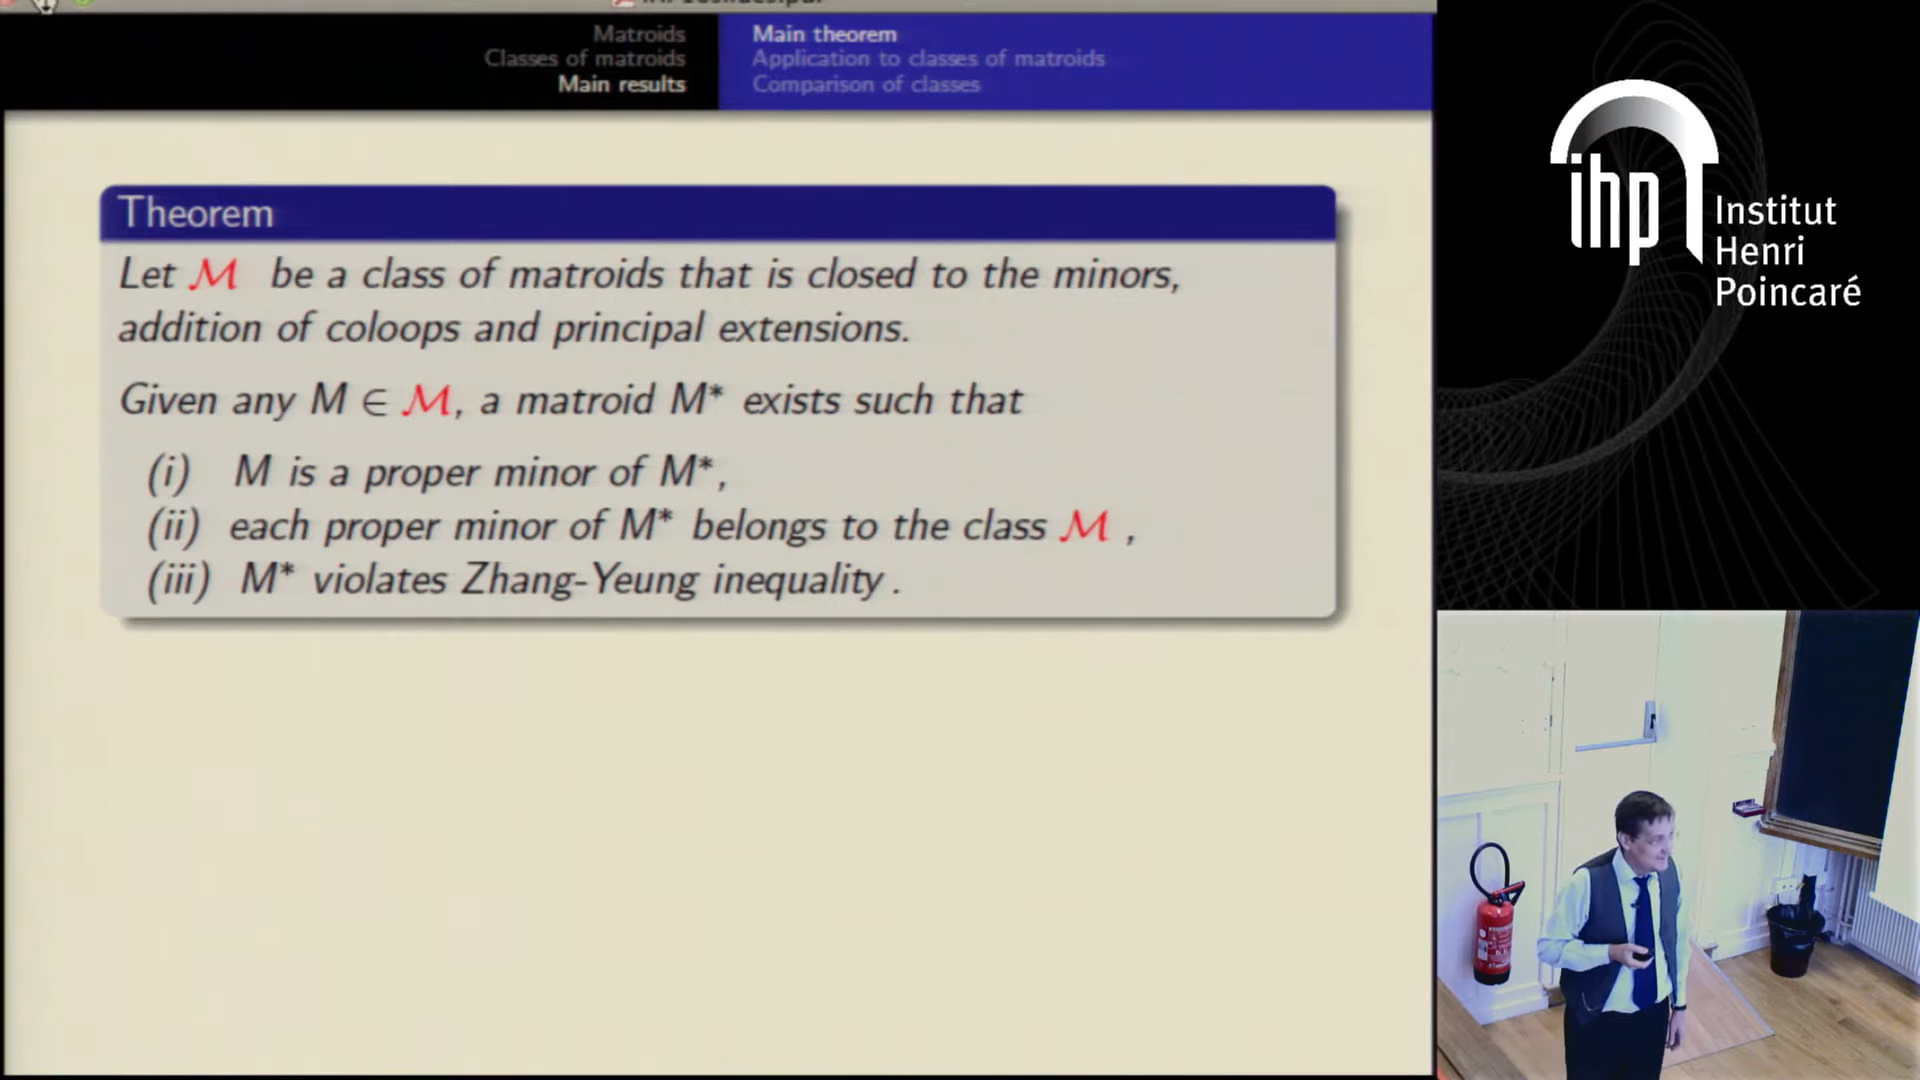 Matroids
Classes of matroids
Main results
Main theorem
Application to classes of matroids
Comparison of classes
Theorem
Let M be a class of matroids that is closed to the minors,
addition of coloops and principal extensions.
Given any M ∈ M, a matroid M* exists such that
(i) M is a proper minor of M*,
(ii) each proper minor of M* belongs to the class M ,
(iii) M* violates Zhang-Yeung inequality .
ihp Institut
Henri
Poincaré